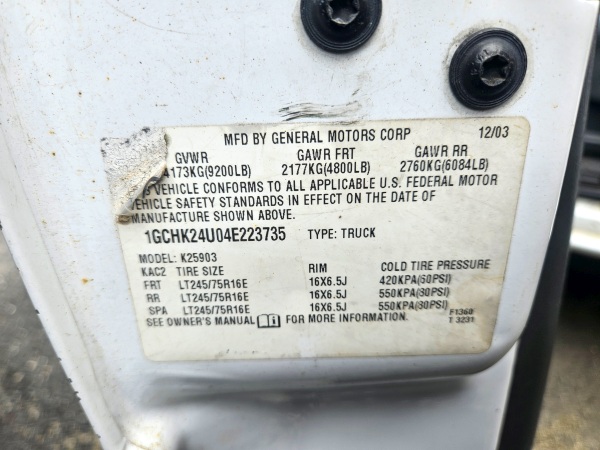 MFD BY GENERAL MOTORS CORP 12/03
GVWR GAWR FRT GAWR RR
4173KG(9200LB) 2177KG(4800LB) 2760KG(6084LB)
VEHICLE CONFORMS TO ALL APPLICABLE U.S. FEDERAL MOTOR
VEHICLE SAFETY STANDARDS IN EFFECT ON THE DATE OF
MANUFACTURE SHOWN ABOVE.
1GCHK24U04E223735 TYPE: TRUCK
MODEL: K25903
KAC2 TIRE SIZE RIM COLD TIRE PRESSURE
FRT LT245/75R16E 16X6.5J 420KPA(60PSI)
RR LT245/75R16E 16X6.5J 550KPA(80PSI)
SPA LT245/75R16E 16X6.5J 550KPA(80PSI)
SEE OWNER'S MANUAL FOR MORE INFORMATION. F1360
T 3231